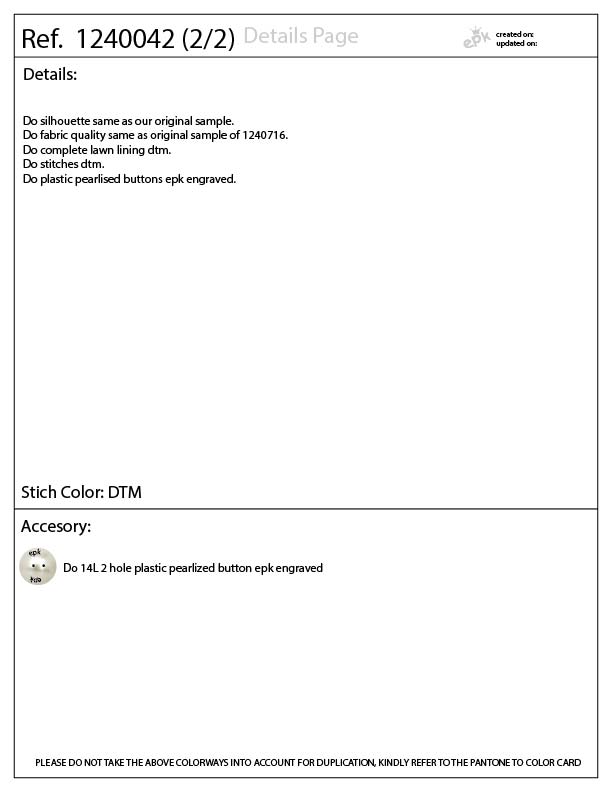 Ref. 1240042 (2/2) Details Page
epk
created on:
updated on:
Details:
Do silhouette same as our original sample.
Do fabric quality same as original sample of 1240716.
Do complete lawn lining dtm.
Do stitches dtm.
Do plastic pearlised buttons epk engraved.
Stich Color: DTM
Accesory:
epk
epk
Do 14L 2 hole plastic pearlized button epk engraved
PLEASE DO NOT TAKE THE ABOVE COLORWAYS INTO ACCOUNT FOR DUPLICATION, KINDLY REFER TO THE PANTONE TO COLOR CARD